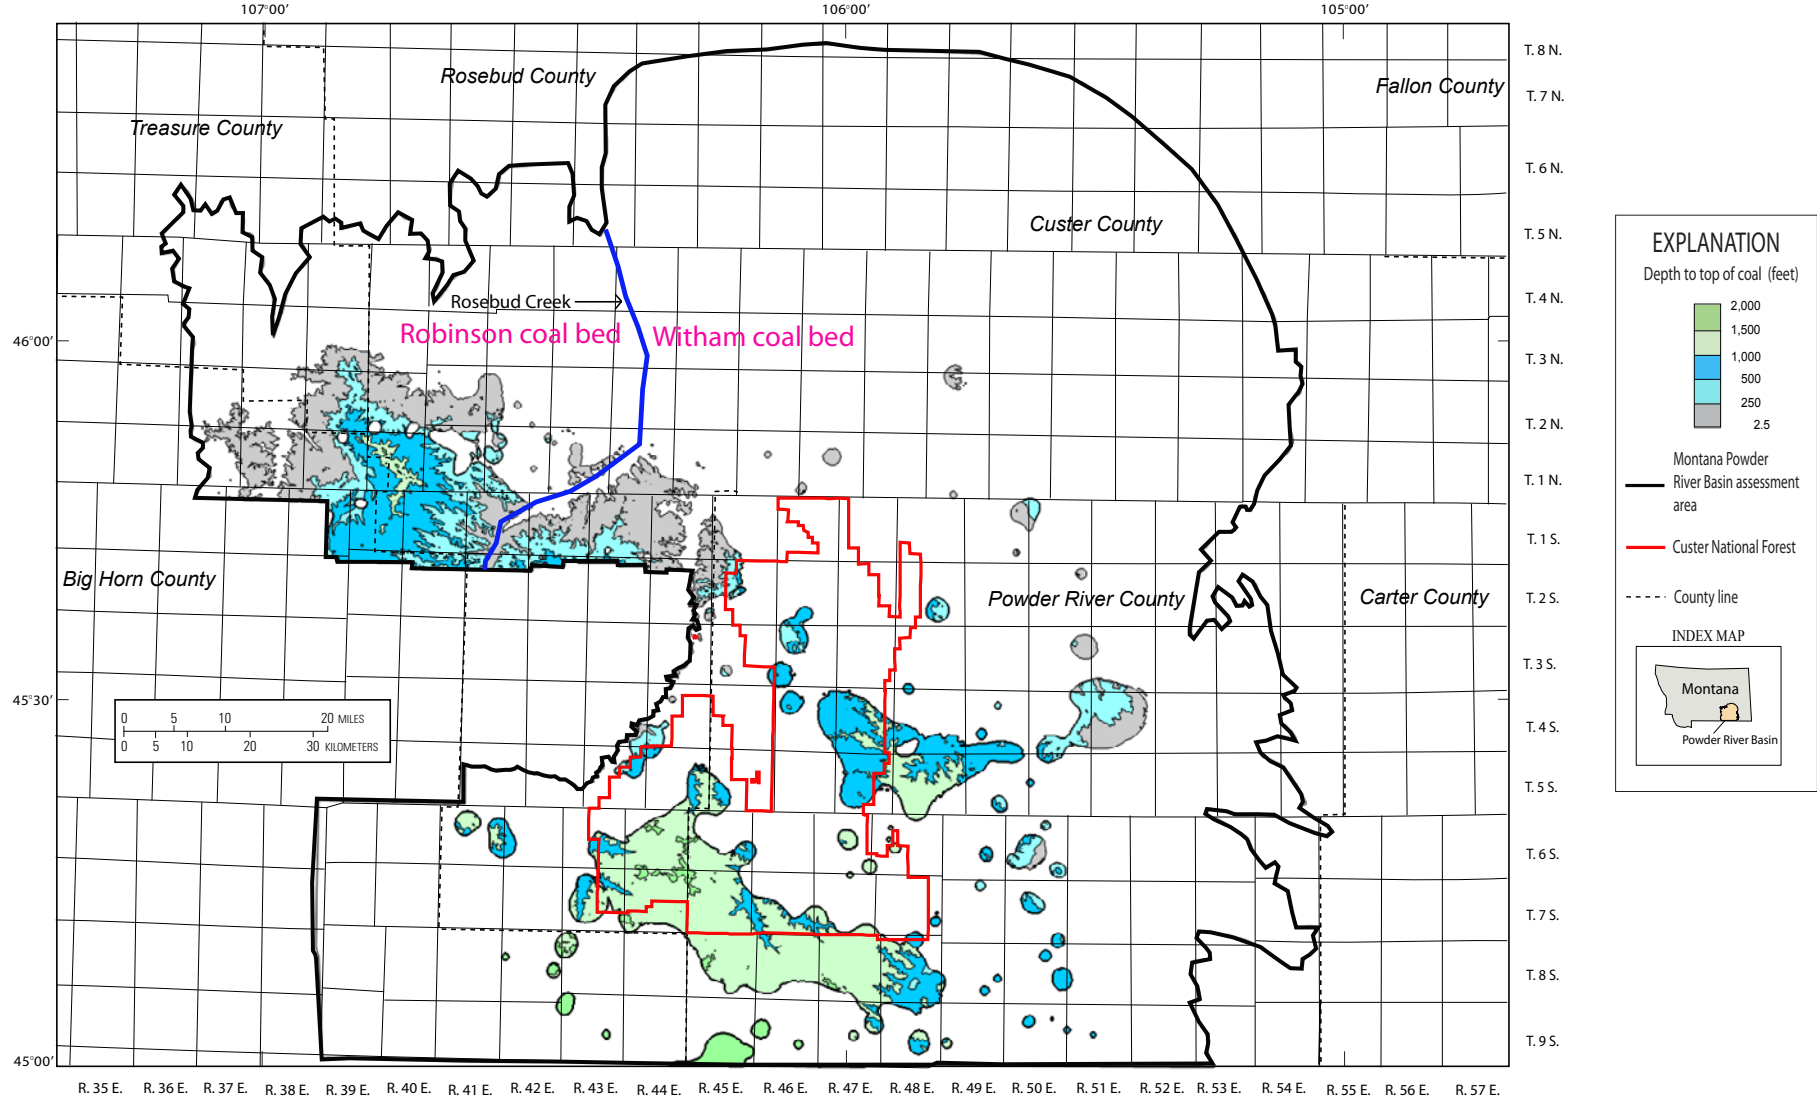 107°00′ 106°00′ 105°00′
T. 8 N.
Rosebud County
Fallon County
T. 7 N.
Treasure County
T. 6 N.
Custer County
T. 5 N.
Rosebud Creek
T. 4 N.
Robinson coal bed Witham coal bed
46°00′
T. 3 N.
T. 2 N.
T. 1 N.
T. 1 S.
Big Horn County
Powder River County
Carter County
T. 2 S.
T. 3 S.
45°30′
T. 4 S.
0 5 10 20 MILES
0 5 10 20 30 KILOMETERS
T. 5 S.
T. 6 S.
T. 7 S.
T. 8 S.
T. 9 S.
45°00′
R. 35 E. R. 36 E. R. 37 E. R. 38 E. R. 39 E. R. 40 E. R. 41 E. R. 42 E. R. 43 E. R. 44 E. R. 45 E. R. 46 E. R. 47 E. R. 48 E. R. 49 E. R. 50 E. R. 51 E. R. 52 E. R. 53 E. R. 54 E. R. 55 E. R. 56 E. R. 57 E.
EXPLANATION
Depth to top of coal (feet)
2,000
1,500
1,000
500
250
2.5
Montana Powder
River Basin assessment
area
Custer National Forest
County line
INDEX MAP
Montana
Powder River Basin